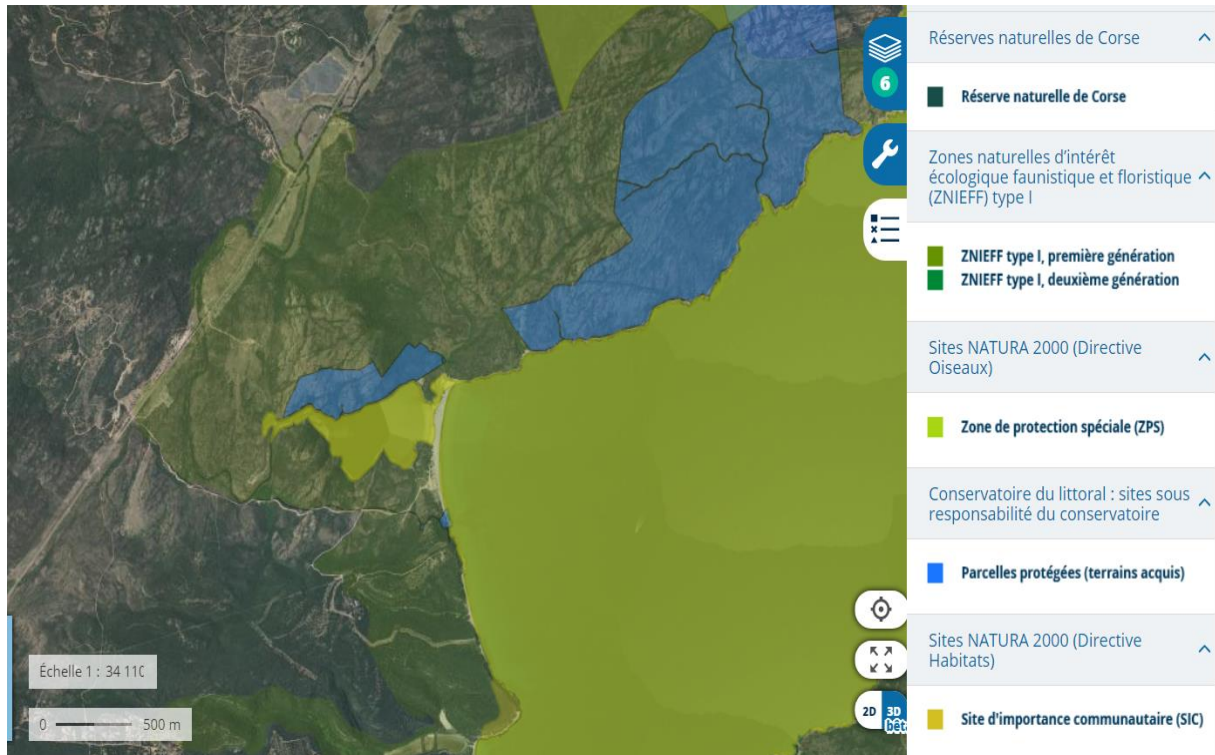 6
Échelle 1 : 34 110
0 500 m
2D 3D
bêta
Réserves naturelles de Corse
Réserve naturelle de Corse
Zones naturelles d'intérêt
écologique faunistique et floristique
(ZNIEFF) type I
ZNIEFF type I, première génération
ZNIEFF type I, deuxième génération
Sites NATURA 2000 (Directive
Oiseaux)
Zone de protection spéciale (ZPS)
Conservatoire du littoral : sites sous
responsabilité du conservatoire
Parcelles protégées (terrains acquis)
Sites NATURA 2000 (Directive
Habitats)
Site d'importance communautaire (SIC)